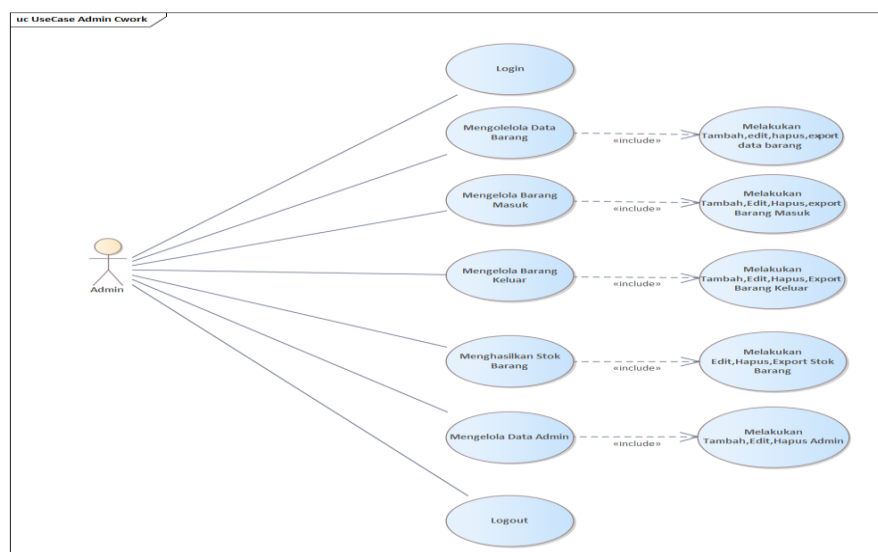 uc UseCase Admin Cwork
Login
Mengolelola Data
Barang
«include»
Melakukan
Tambah,edit,hapus,export
data barang
Mengelola Barang
Masuk
«include»
Melakukan
Tambah,Edit,Hapus,export
Barang Masuk
Admin
Mengelola Barang
Keluar
«include»
Melakukan
Tambah,Edit,Hapus,Export
Barang Keluar
Menghasilkan Stok
Barang
«include»
Melakukan
Edit,Hapus,Export Stok
Barang
Mengelola Data Admin
«include»
Melakukan
Tambah,Edit,Hapus Admin
Logout